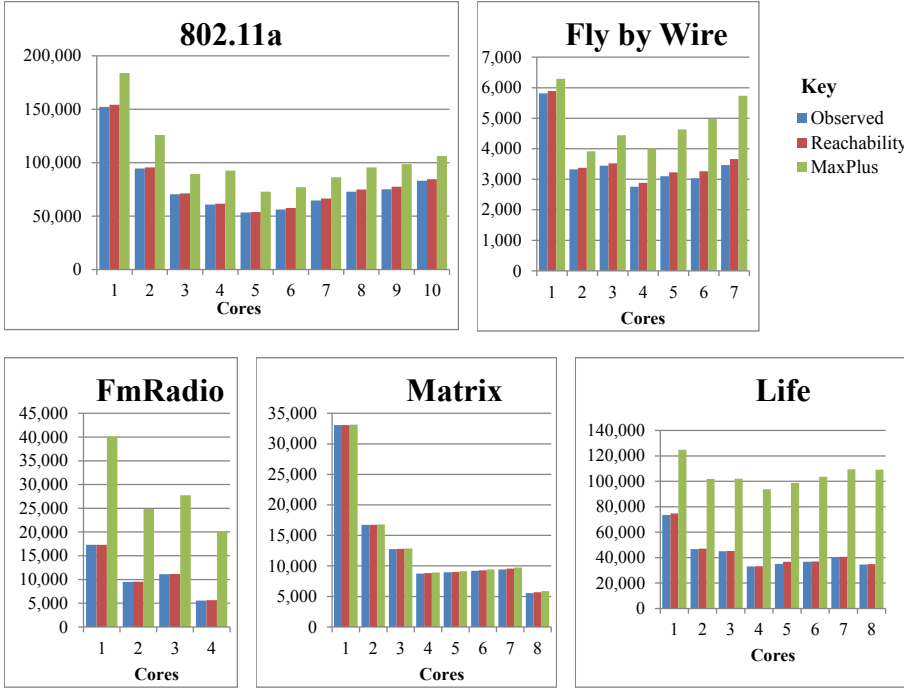 802.11a
200,000
150,000
100,000
50,000
0
1 2 3 4 5 6 7 8 9 10
Cores
Fly by Wire
7,000
6,000
5,000
4,000
3,000
2,000
1,000
0
1 2 3 4 5 6 7
Cores
Key
Observed
Reachability
MaxPlus
FmRadio
45,000
40,000
35,000
30,000
25,000
20,000
15,000
10,000
5,000
0
1 2 3 4
Cores
Matrix
35,000
30,000
25,000
20,000
15,000
10,000
5,000
0
1 2 3 4 5 6 7 8
Cores
Life
140,000
120,000
100,000
80,000
60,000
40,000
20,000
0
1 2 3 4 5 6 7 8
Cores